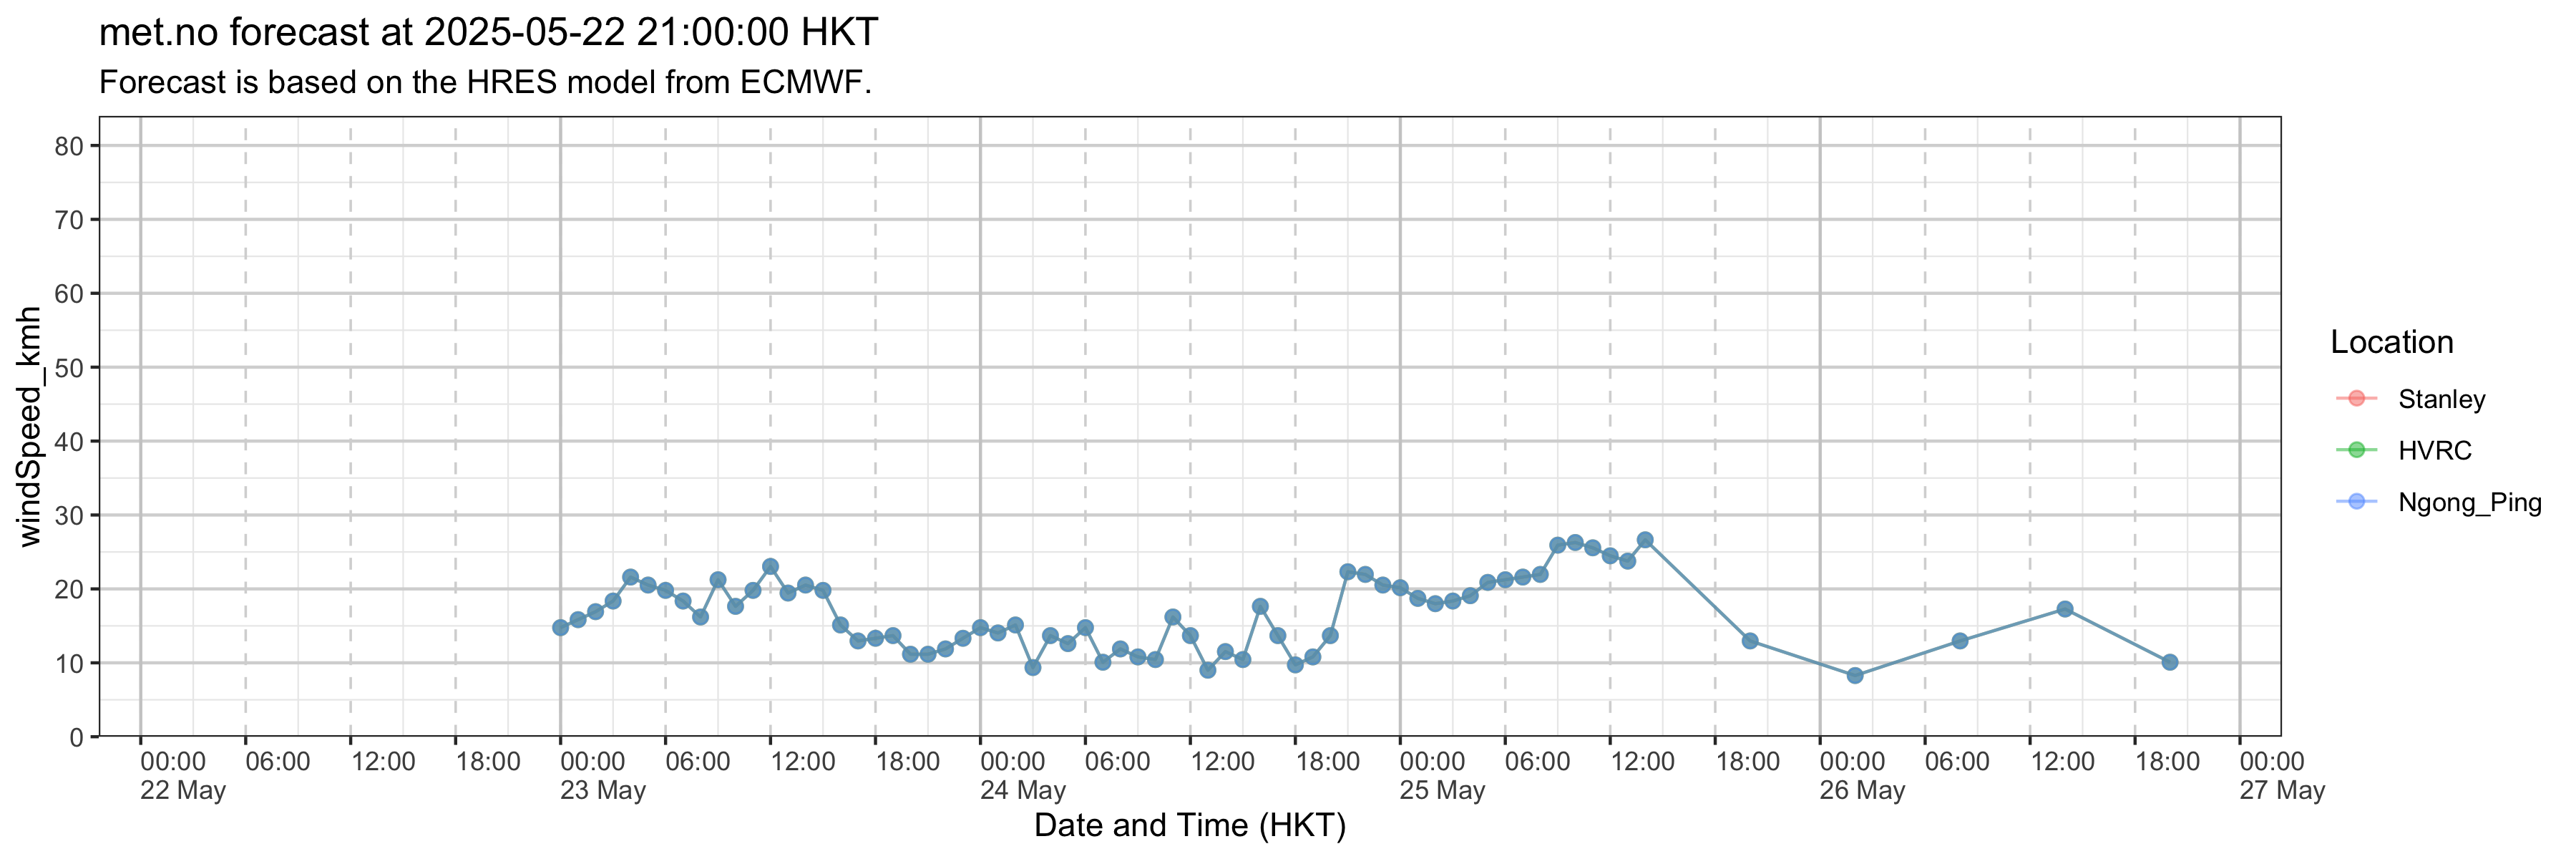 met.no forecast at 2025-05-22 21:00:00 HKT
Forecast is based on the HRES model from ECMWF.
windSpeed_kmh
80
70
60
50
40
30
20
10
0
00:00 06:00 12:00 18:00 00:00 06:00 12:00 18:00 00:00 06:00 12:00 18:00 00:00 06:00 12:00 18:00 00:00 06:00 12:00 18:00 00:00
22 May 23 May 24 May 25 May 26 May 27 May
Date and Time (HKT)
Location
Stanley
HVRC
Ngong_Ping